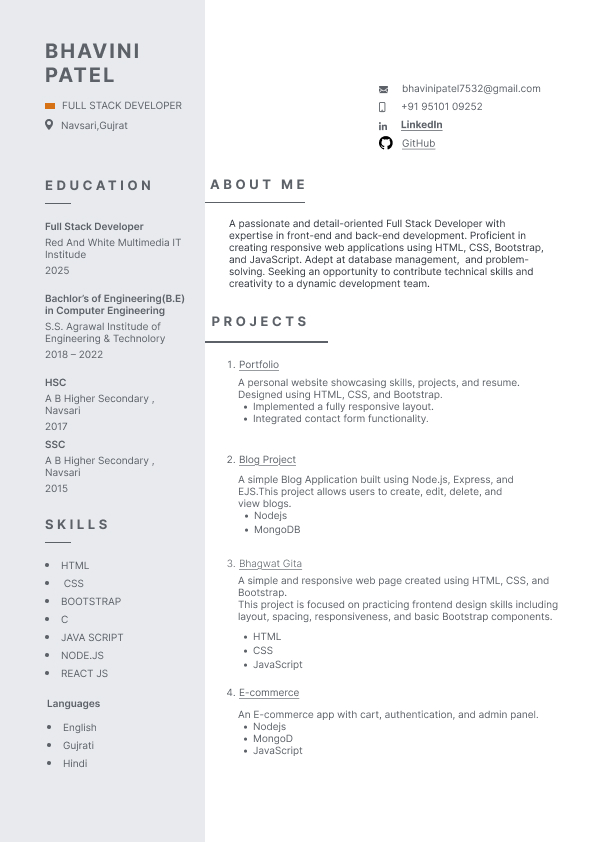 BHAVINI
PATEL
FULL STACK DEVELOPER
Navsari,Gujrat
bhavinipatel7532@gmail.com
+91 95101 09252
LinkedIn
GitHub
EDUCATION
Full Stack Developer
Red And White Multimedia IT
Institude
2025
Bachlor's of Engineering(B.E)
in Computer Engineering
S.S. Agrawal Institude of
Engineering & Technolory
2018 – 2022
HSC
A B Higher Secondary ,
Navsari
2017
SSC
A B Higher Secondary ,
Navsari
2015
SKILLS
• HTML
• CSS
• BOOTSTRAP
• C
• JAVA SCRIPT
• NODE.JS
• REACT JS
Languages
• English
• Gujrati
• Hindi
ABOUT ME
A passionate and detail-oriented Full Stack Developer with
expertise in front-end and back-end development. Proficient in
creating responsive web applications using HTML, CSS, Bootstrap,
and JavaScript. Adept at database management,  and problem-
solving. Seeking an opportunity to contribute technical skills and
creativity to a dynamic development team.
PROJECTS
1. Portfolio
A personal website showcasing skills, projects, and resume.
Designed using HTML, CSS, and Bootstrap.
• Implemented a fully responsive layout.
• Integrated contact form functionality.
2. Blog Project
A simple Blog Application built using Node.js, Express, and
EJS.This project allows users to create, edit, delete, and
view blogs.
• Nodejs
• MongoDB
3. Bhagwat Gita
A simple and responsive web page created using HTML, CSS, and
Bootstrap.
This project is focused on practicing frontend design skills including
layout, spacing, responsiveness, and basic Bootstrap components.
• HTML
• CSS
• JavaScript
4. E-commerce
An E-commerce app with cart, authentication, and admin panel.
• Nodejs
• MongoD
• JavaScript